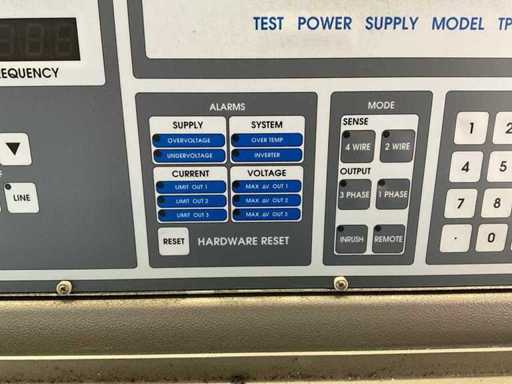 TEST POWER SUPPLY MODEL TP
REQUENCY
ALARMS
SUPPLY SYSTEM
OVERVOLTAGE OVER TEMP
UNDERVOLTAGE INVERTER
CURRENT VOLTAGE
LIMIT OUT 1 MAX ΔV OUT 1
LIMIT OUT 2 MAX ΔV OUT 2
LIMIT OUT 3 MAX ΔV OUT 3
RESET HARDWARE RESET
MODE
SENSE
4 WIRE 2 WIRE
OUTPUT
3 PHASE 1 PHASE
INRUSH REMOTE
LINE
1 2
4 5
7 8
. 0